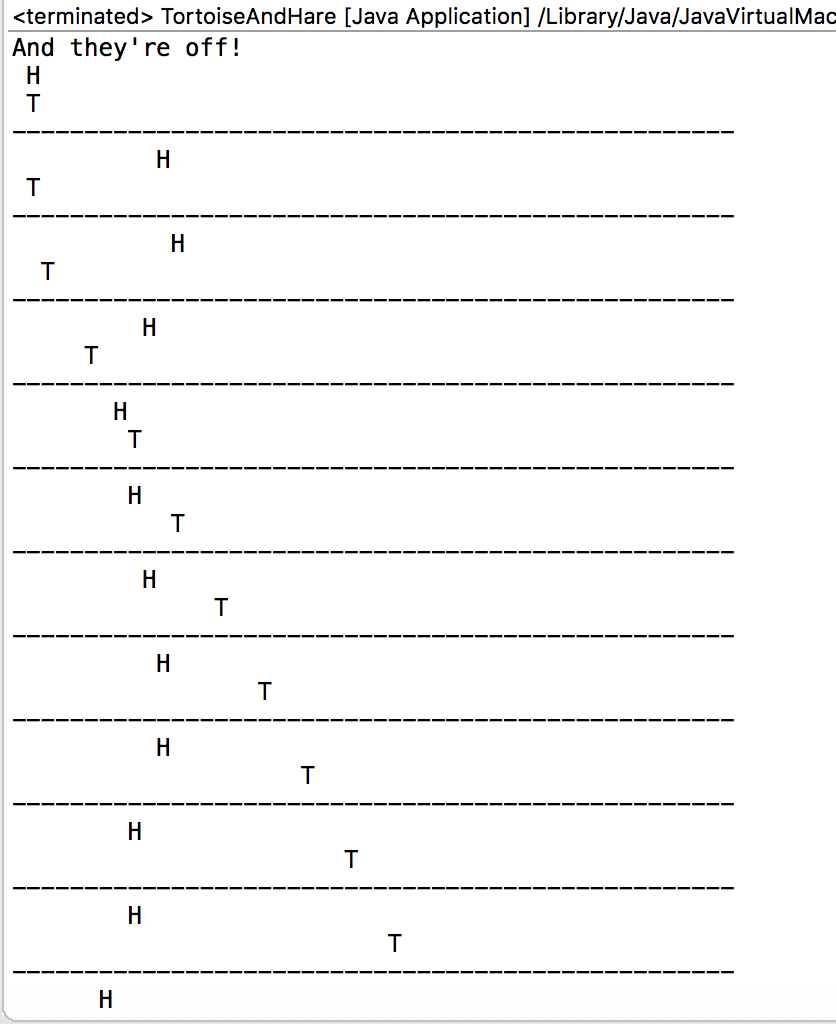 <terminated> TortoiseAndHare [Java Application] /Library/Java/JavaVirtualMac
And they're off!
 H
 T
--------------------------------------------------
          H
 T
--------------------------------------------------
           H
  T
--------------------------------------------------
         H
     T
--------------------------------------------------
       H
        T
--------------------------------------------------
        H
           T
--------------------------------------------------
         H
              T
--------------------------------------------------
          H
                 T
--------------------------------------------------
          H
                    T
--------------------------------------------------
        H
                       T
--------------------------------------------------
        H
                          T
--------------------------------------------------
      H